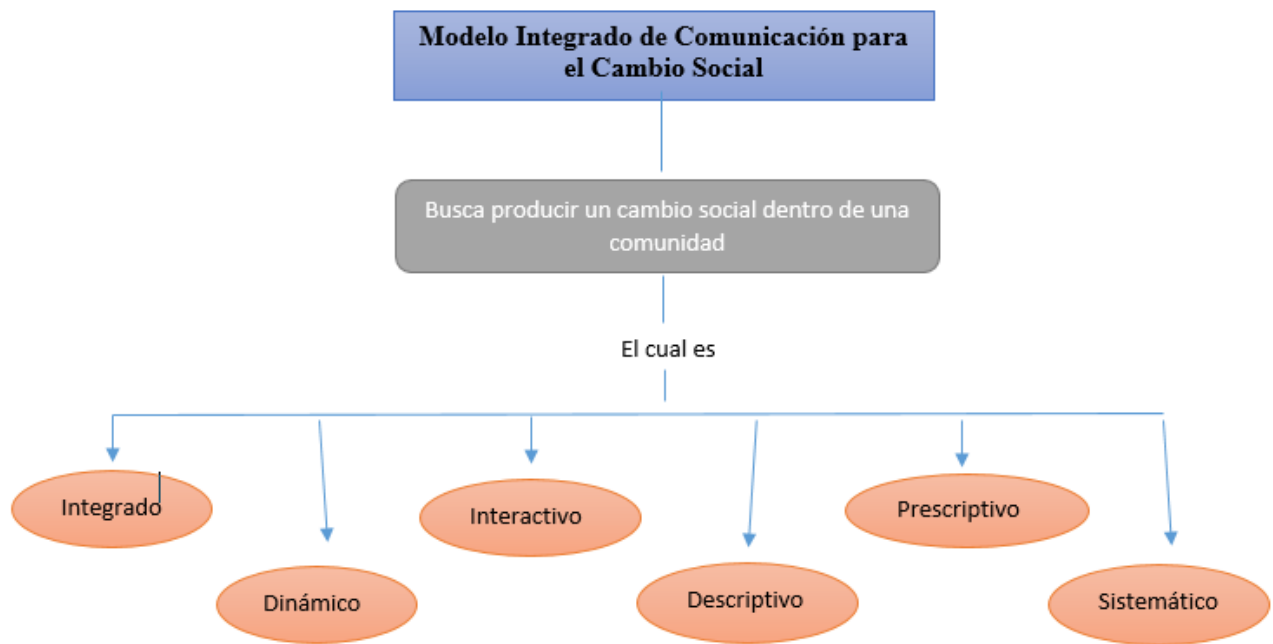 Modelo Integrado de Comunicación para
el Cambio Social
Busca producir un cambio social dentro de una
comunidad
El cual es
Integrado
Dinámico
Interactivo
Descriptivo
Prescriptivo
Sistemático